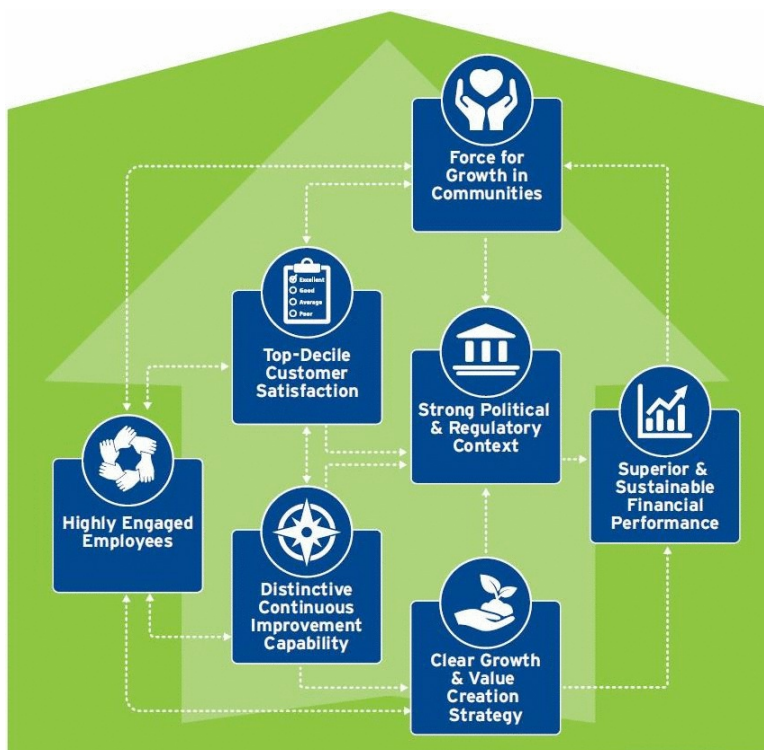 Force for
Growth in
Communities
Excellent
Good
Average
Poor
Top-Decile
Customer
Satisfaction
Strong Political
& Regulatory
Context
Superior &
Sustainable
Financial
Performance
Highly Engaged
Employees
Distinctive
Continuous
Improvement
Capability
Clear Growth
& Value
Creation
Strategy